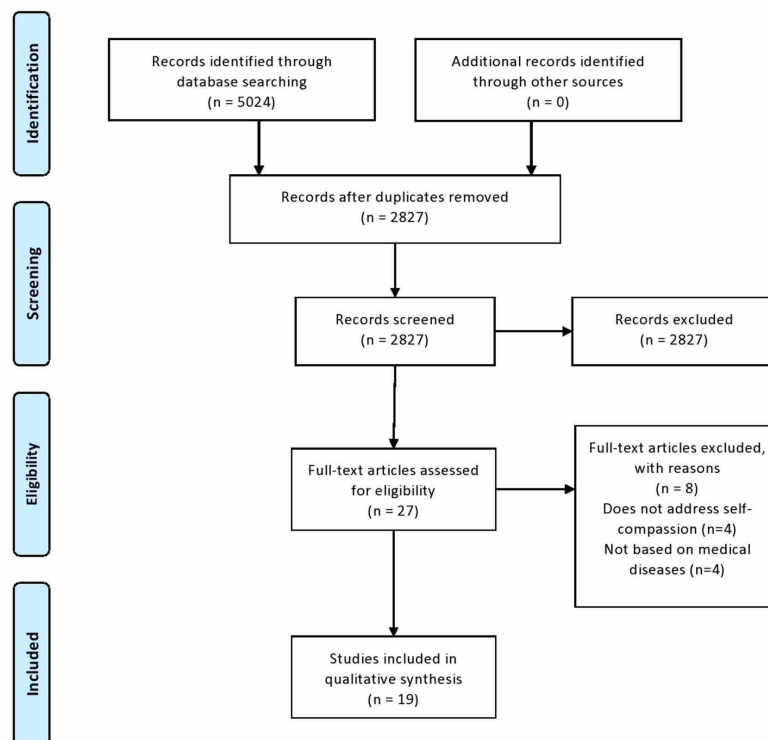 Identification
Records identified through
database searching
(n = 5024)
Additional records identified
through other sources
(n = 0)
Records after duplicates removed
(n = 2827)
Screening
Records screened
(n = 2827)
Records excluded
(n = 2827)
Eligibility
Full-text articles assessed
for eligibility
(n = 27)
Full-text articles excluded,
with reasons
(n = 8)
Does not address self-
compassion (n=4)
Not based on medical
diseases (n=4)
Included
Studies included in
qualitative synthesis
(n = 19)